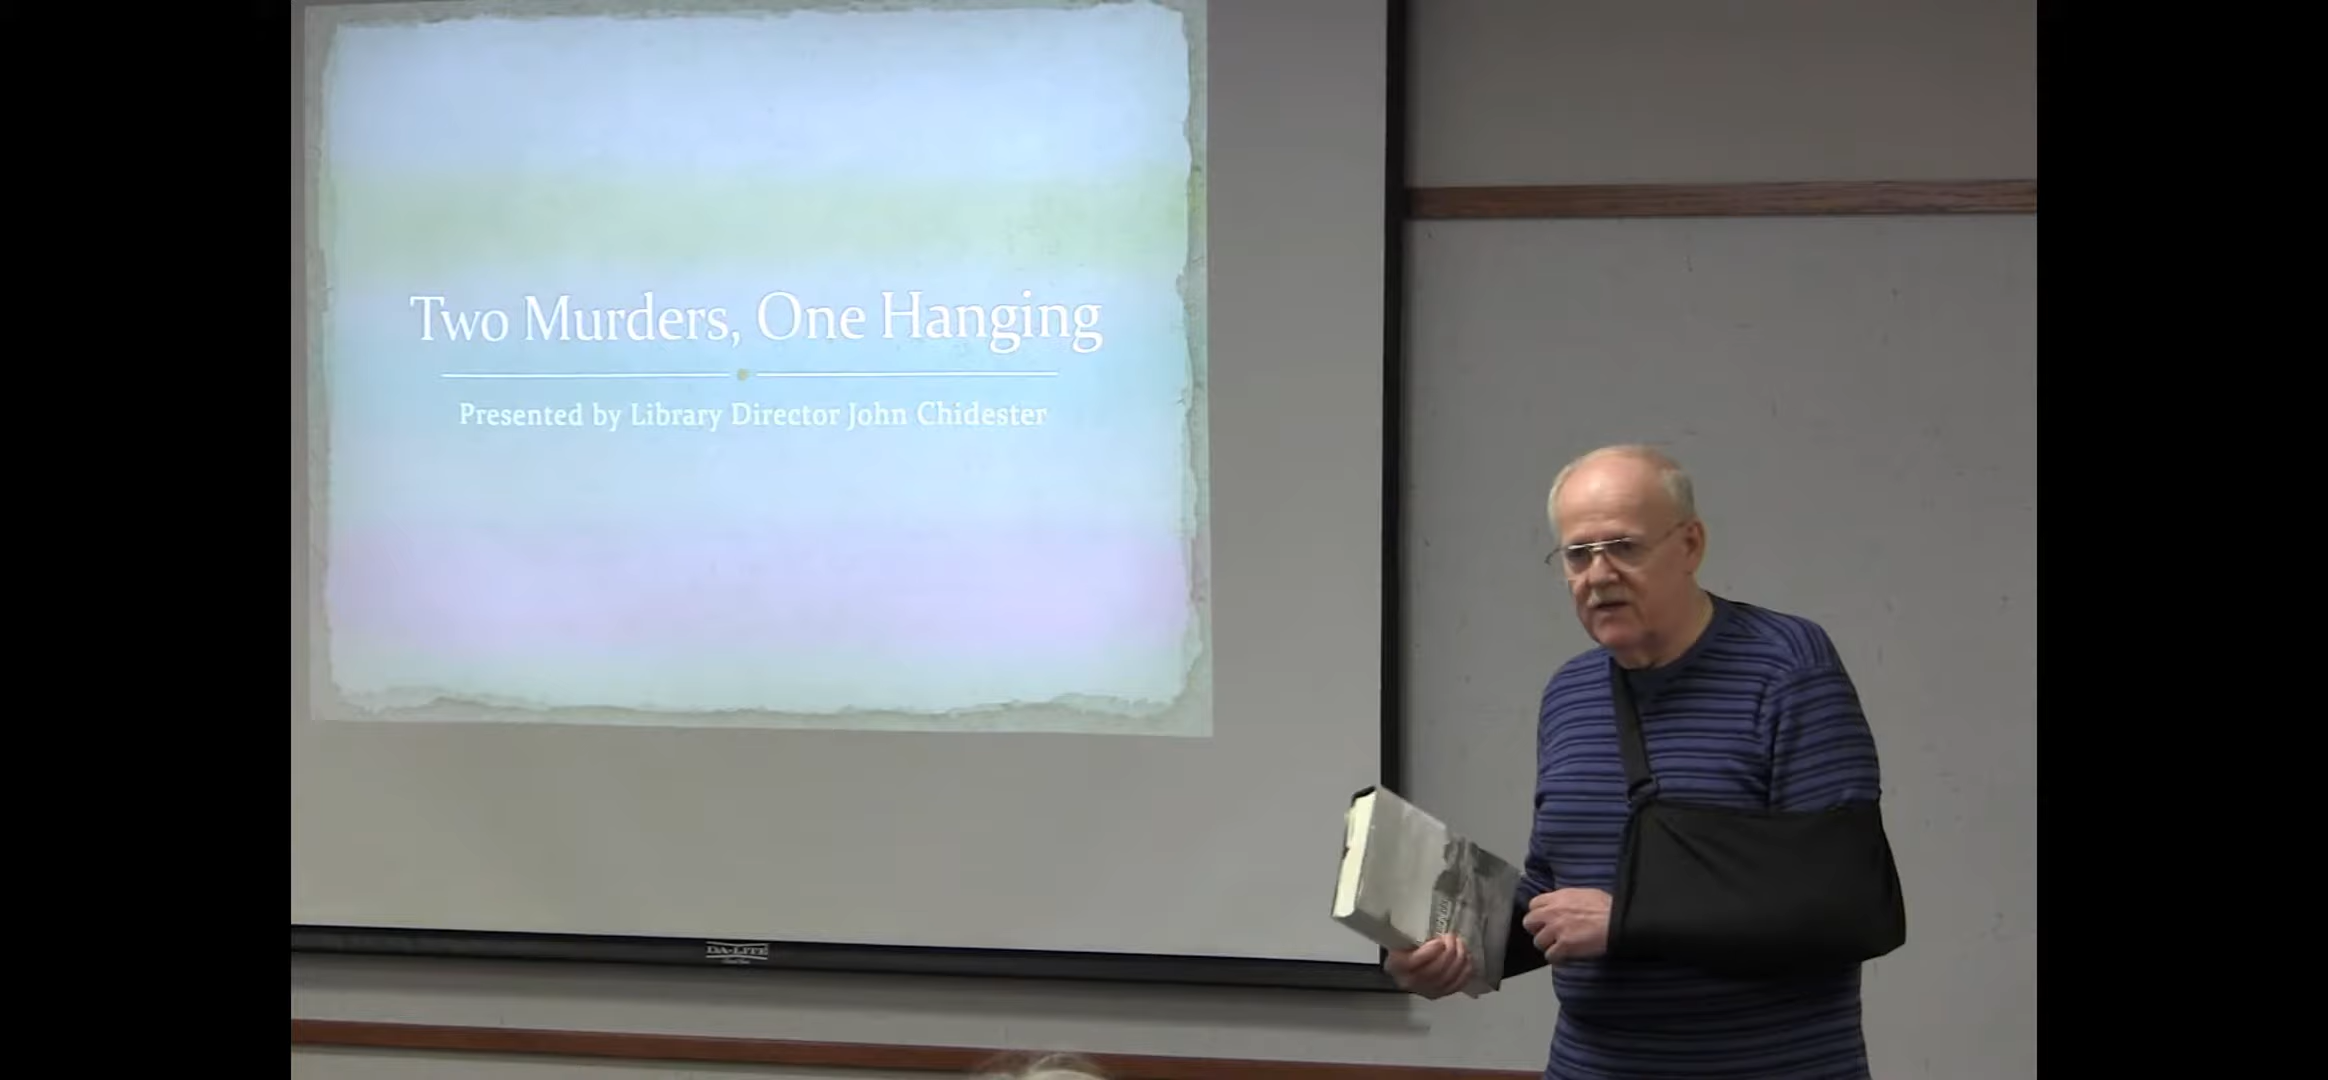 Two Murders, One Hanging
Presented by Library Director John Chidester
DA-LITE